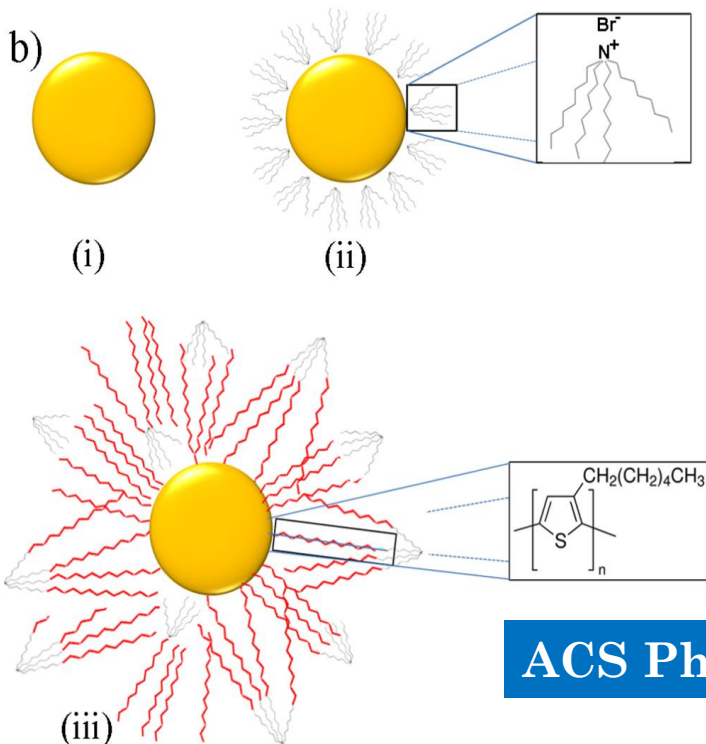 b)
Br-
N+
(i)
(ii)
CH2(CH2)4CH3
S
n
(iii)
ACS Ph